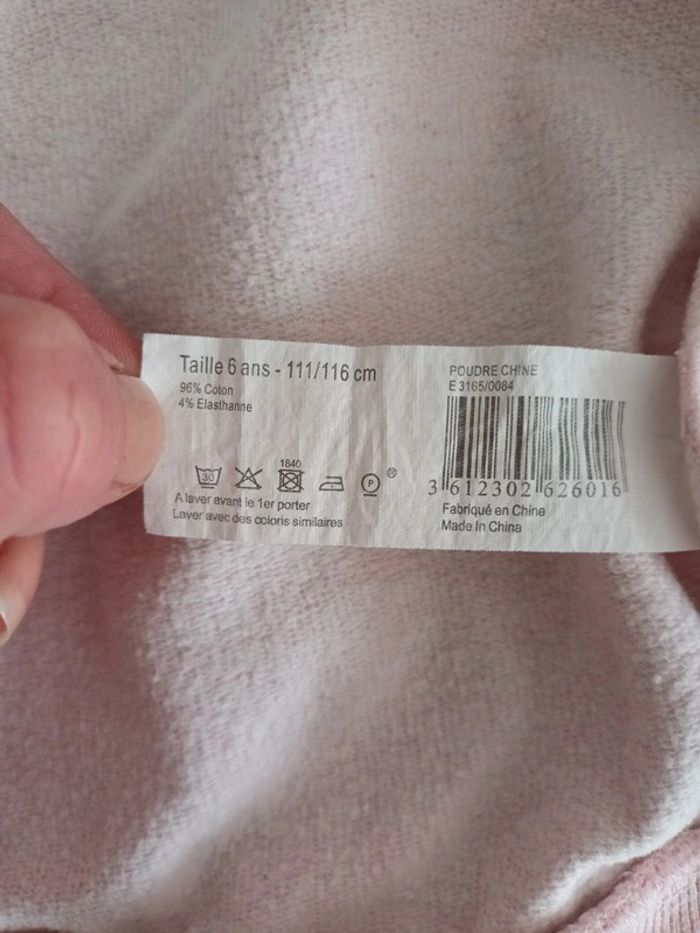 Taille 6 ans - 111/116 cm
96% Coton
4% Elasthanne
1840
30
P
®
A laver avant le 1er porter
Laver avec des coloris similaires
POUDRE CHINE
E 3165/0084
3 612302 626016
Fabriqué en Chine
Made In China